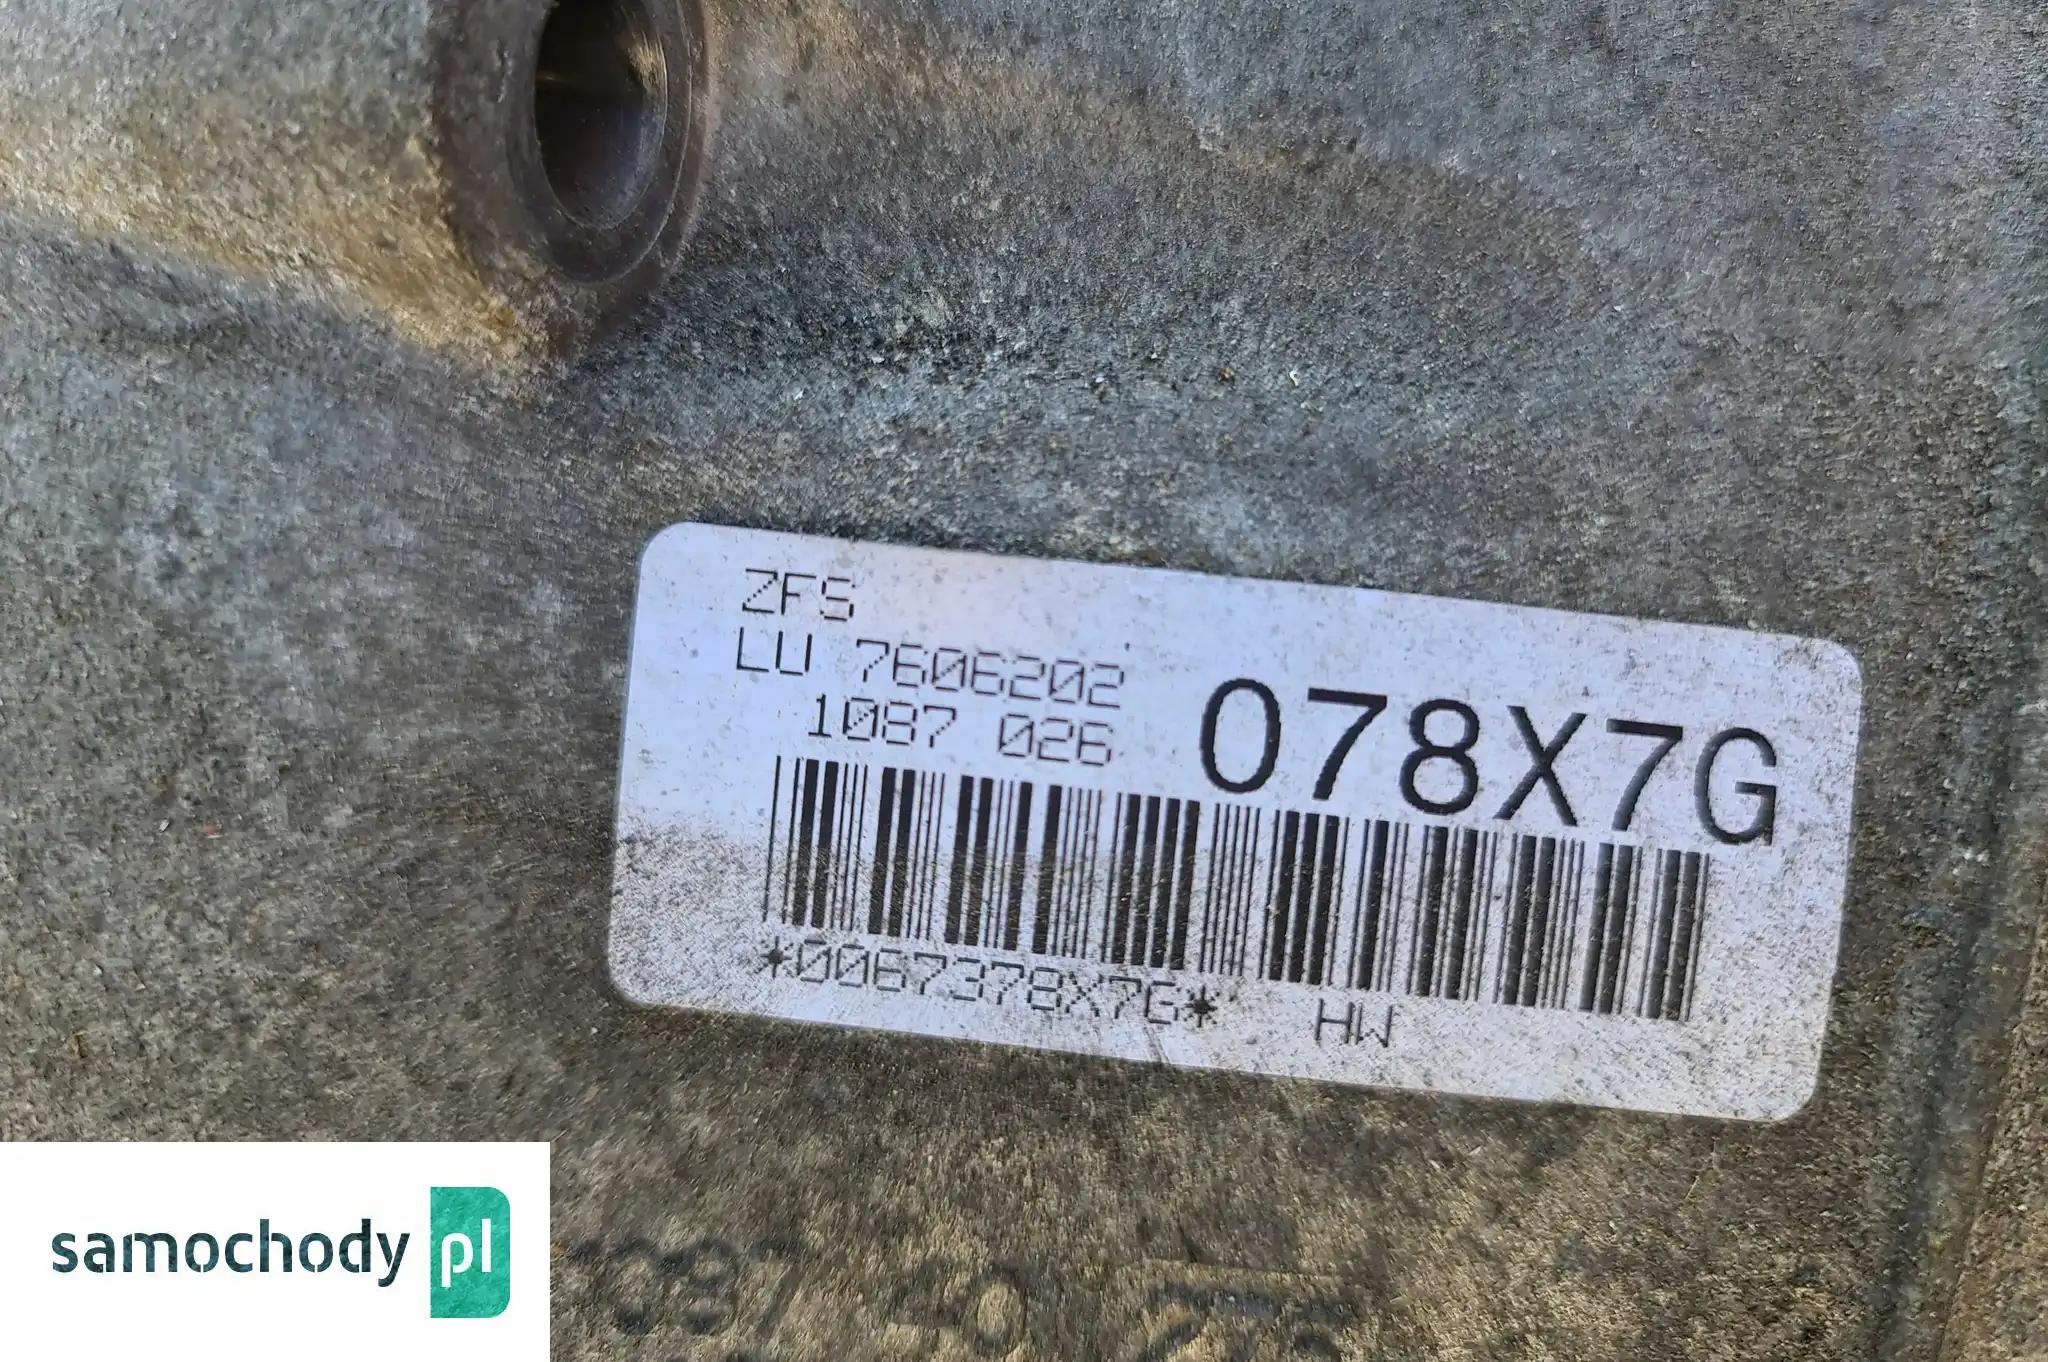 ZFS
LU 7606202
1087 026
078X7G
*0067378X7G* HW
samochody pl